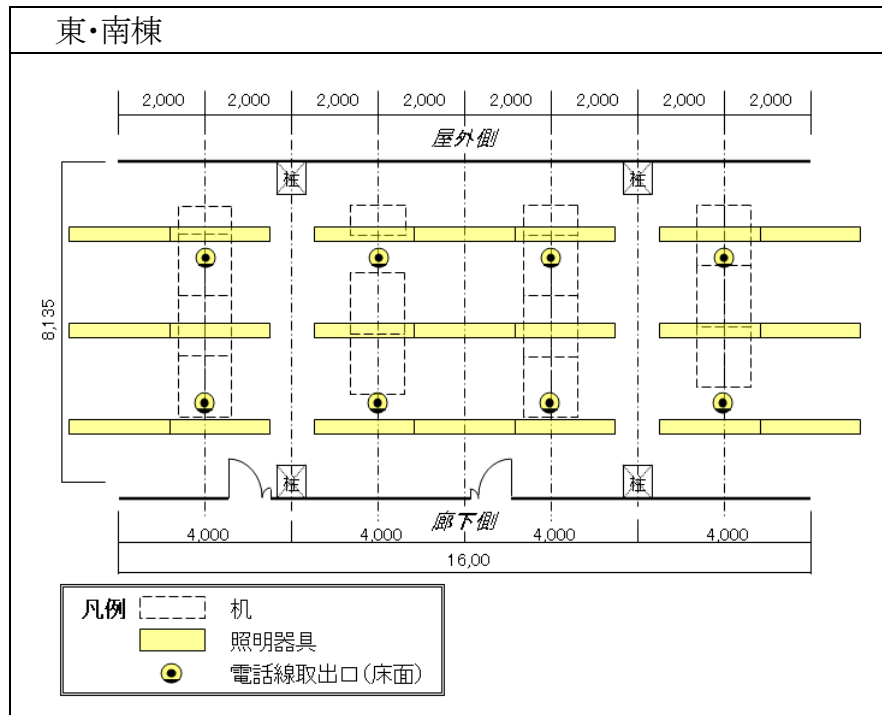 東・南棟
2,000 2,000 2,000 2,000 2,000 2,000 2,000 2,000
屋外側
柱 柱
8,135
柱 柱
廊下側
4,000 4,000 4,000 4,000
16,00
凡例 机
照明器具
電話線取出口(床面)